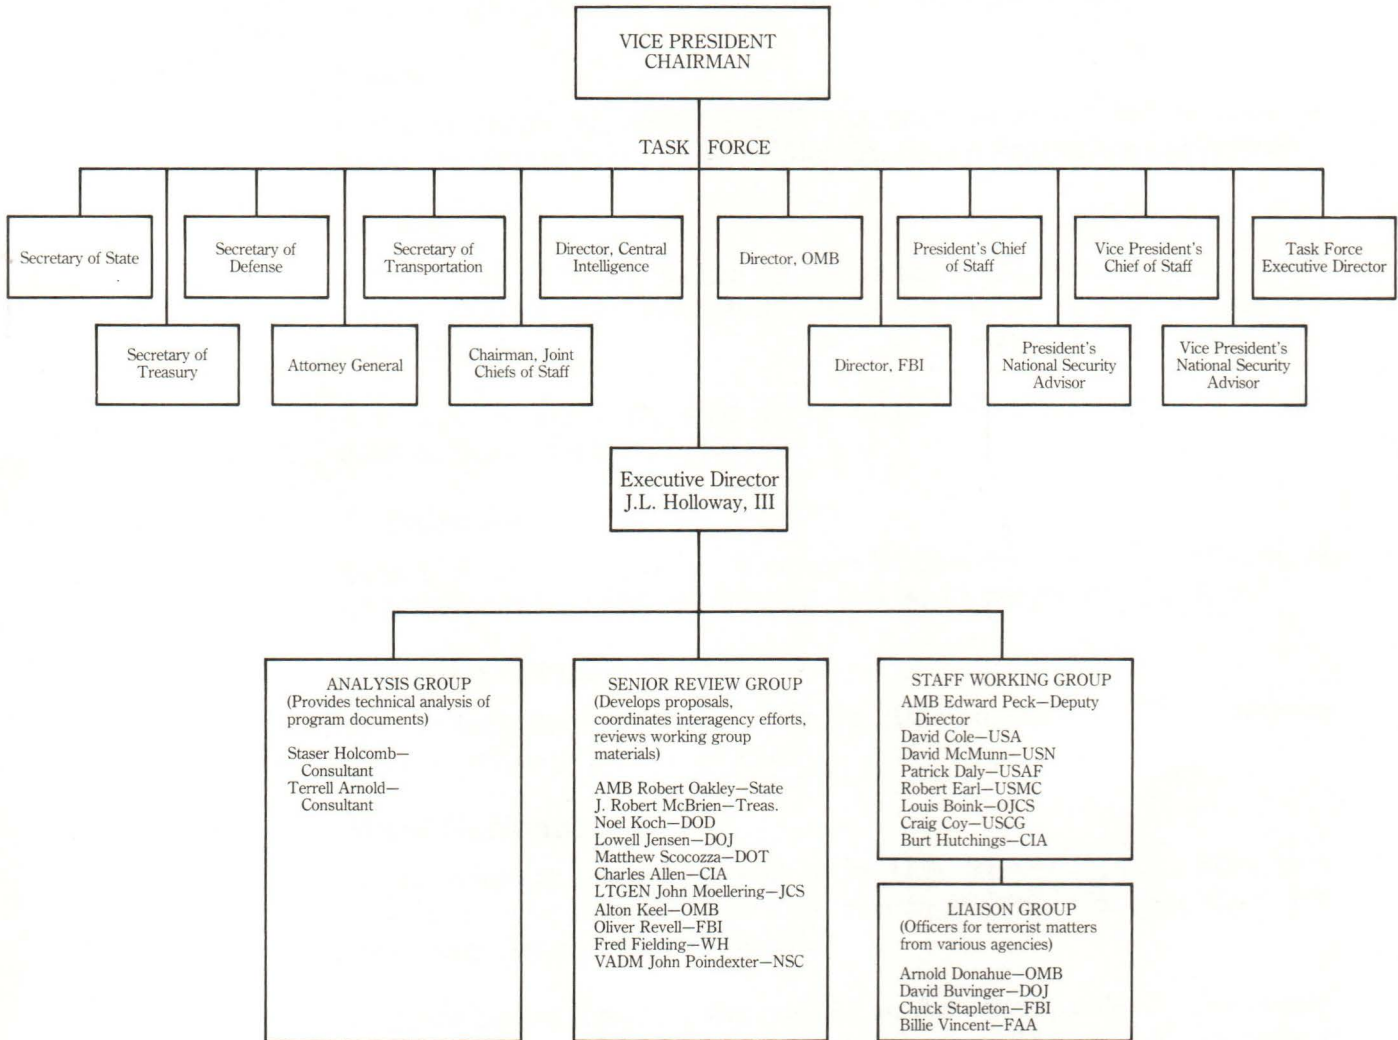 VICE PRESIDENT
CHAIRMAN
TASK FORCE
Secretary of State
Secretary of
Defense
Secretary of
Transportation
Director, Central
Intelligence
Director, OMB
President's Chief
of Staff
Vice President's
Chief of Staff
Task Force
Executive Director
Secretary of
Treasury
Attorney General
Chairman, Joint
Chiefs of Staff
Director, FBI
President's
National Security
Advisor
Vice President's
National Security
Advisor
Executive Director
J.L. Holloway, III
ANALYSIS GROUP
(Provides technical analysis of
program documents)
Staser Holcomb—
Consultant
Terrell Arnold—
Consultant
SENIOR REVIEW GROUP
(Develops proposals,
coordinates interagency efforts,
reviews working group
materials)
AMB Robert Oakley—State
J. Robert McBrien—Treas.
Noel Koch—DOD
Lowell Jensen—DOJ
Matthew Scocozza—DOT
Charles Allen—CIA
LTGEN John Moellering—JCS
Alton Keel—OMB
Oliver Revell—FBI
Fred Fielding—WH
VADM John Poindexter—NSC
STAFF WORKING GROUP
AMB Edward Peck—Deputy
Director
David Cole—USA
David McMunn—USN
Patrick Daly—USAF
Robert Earl—USMC
Louis Boink—OJCS
Craig Coy—USCG
Burt Hutchings—CIA
LIAISON GROUP
(Officers for terrorist matters
from various agencies)
Arnold Donahue—OMB
David Buvinger—DOJ
Chuck Stapleton—FBI
Billie Vincent—FAA